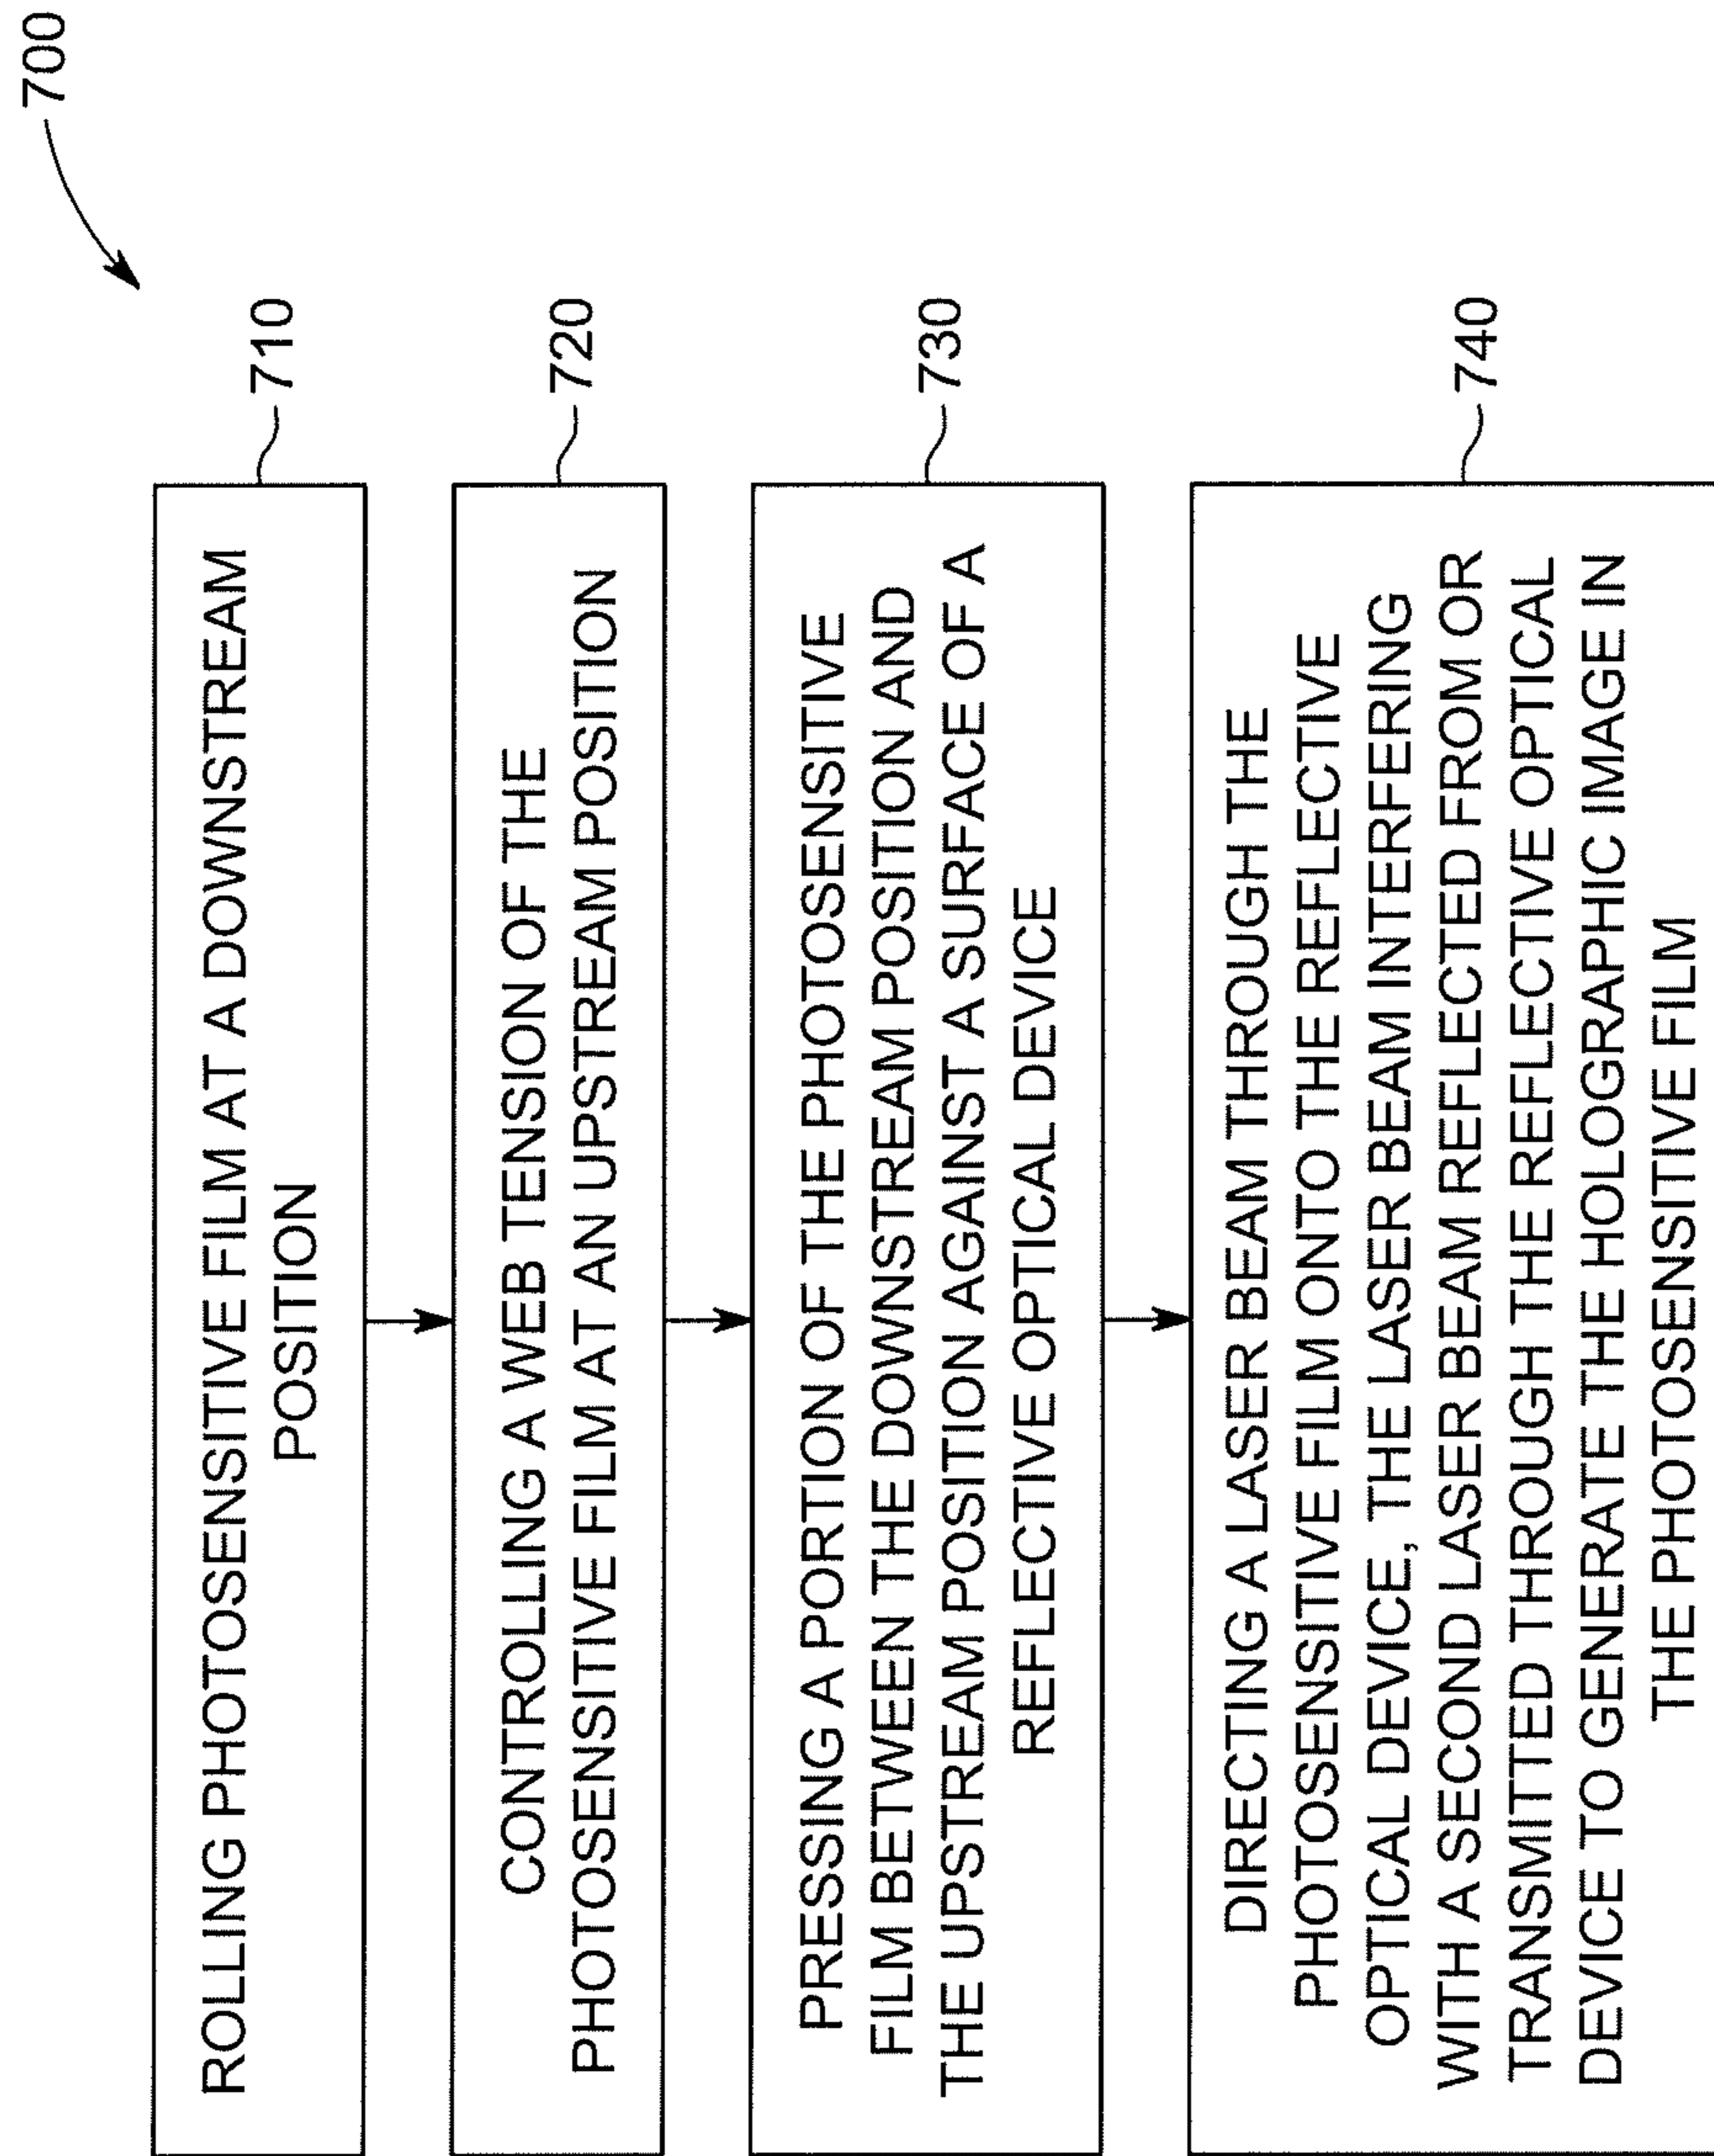 700
ROLLING PHOTOSENSITIVE FILM AT A DOWNSTREAM
POSITION
710
CONTROLLING A WEB TENSION OF THE
PHOTOSENSITIVE FILM AT AN UPSTREAM POSITION
720
PRESSING A PORTION OF THE PHOTOSENSITIVE
FILM BETWEEN THE DOWNSTREAM POSITION AND
THE UPSTREAM POSITION AGAINST A SURFACE OF A
REFLECTIVE OPTICAL DEVICE
730
DIRECTING A LASER BEAM THROUGH THE
PHOTOSENSITIVE FILM ONTO THE REFLECTIVE
OPTICAL DEVICE, THE LASER BEAM INTERFERING
WITH A SECOND LASER BEAM REFLECTED FROM OR
TRANSMITTED THROUGH THE REFLECTIVE OPTICAL
DEVICE TO GENERATE THE HOLOGRAPHIC IMAGE IN
THE PHOTOSENSITIVE FILM
740